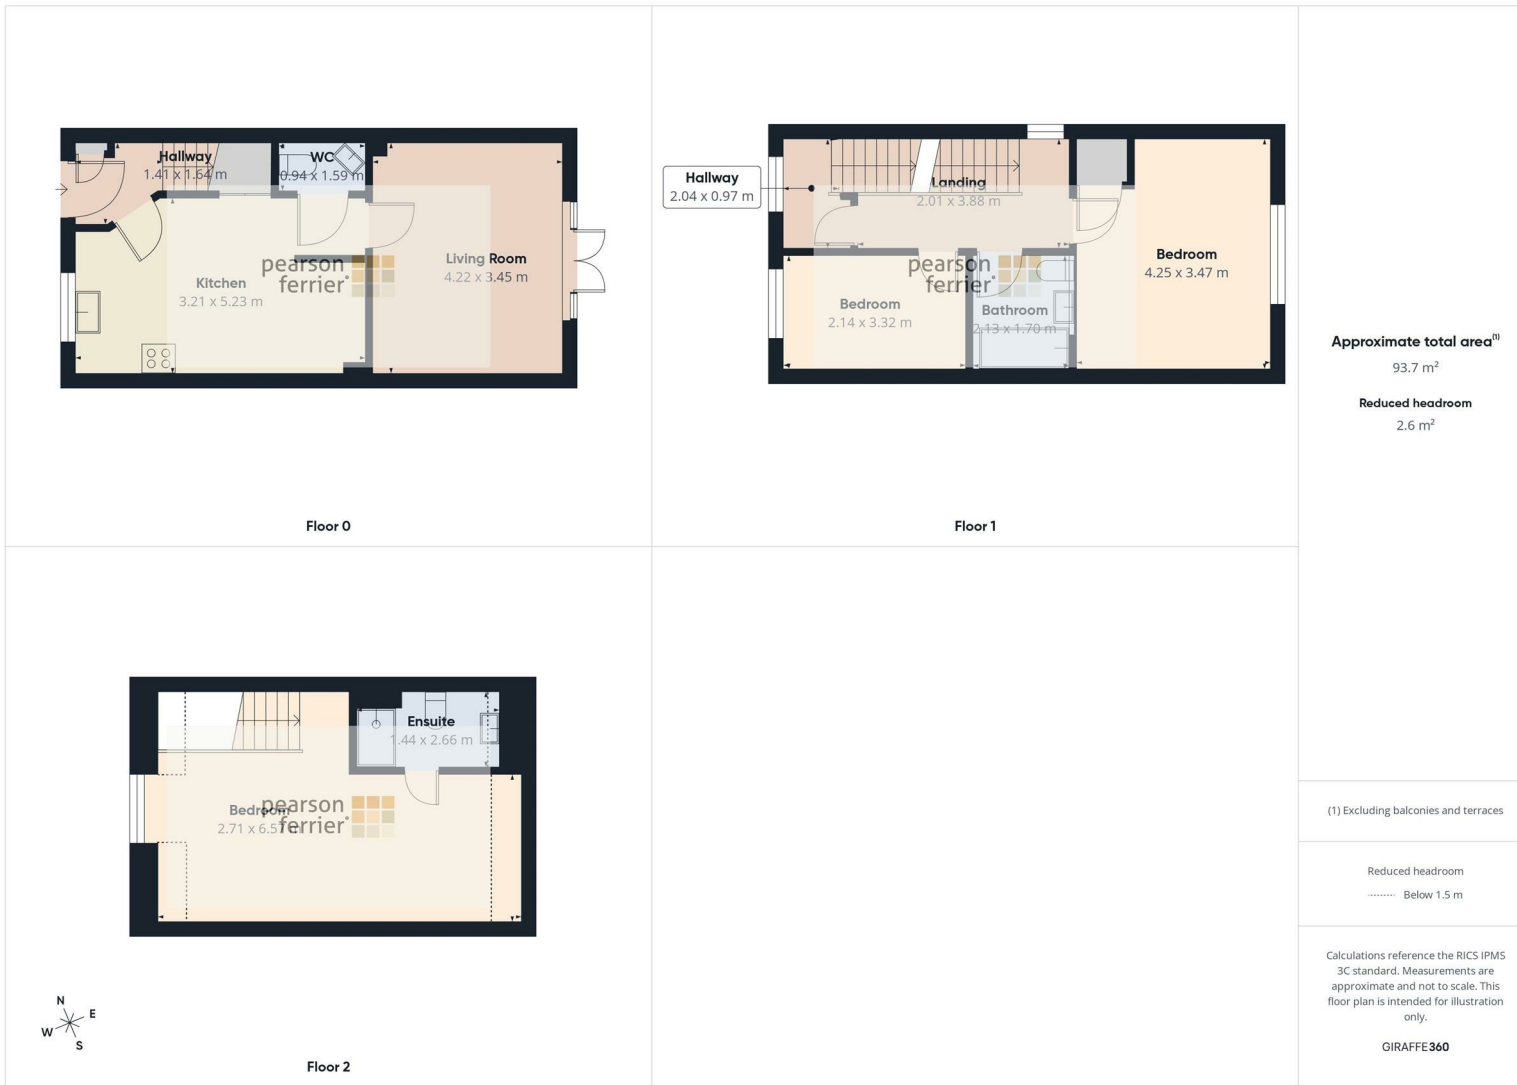 Hallway
1.41 x 1.64 m
WC
0.94 x 1.59 m
Kitchen
3.21 x 5.23 m
Living Room
4.22 x 3.45 m
pearson
ferrier
Floor 0
Hallway
2.04 x 0.97 m
Landing
2.01 x 3.88 m
Bedroom
4.25 x 3.47 m
Bedroom
2.14 x 3.32 m
Bathroom
2.13 x 1.70 m
pearson
ferrier
Floor 1
Ensuite
1.44 x 2.66 m
Bedroom
2.71 x 6.57 m
pearson
ferrier
N
E
W
S
Floor 2
Approximate total area(1)
93.7 m²
Reduced headroom
2.6 m²
(1) Excluding balconies and terraces
Reduced headroom
Below 1.5 m
Calculations reference the RICS IPMS
3C standard. Measurements are
approximate and not to scale. This
floor plan is intended for illustration
only.
GIRAFFE360